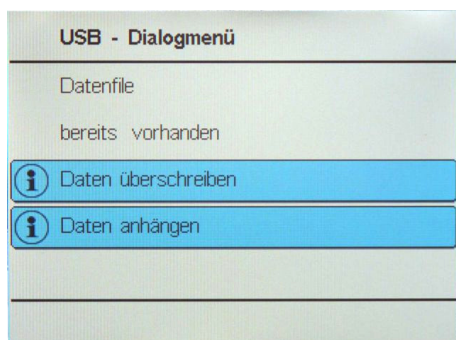 USB - Dialogmenü
Datenfile
bereits vorhanden
Daten überschreiben
Daten anhängen